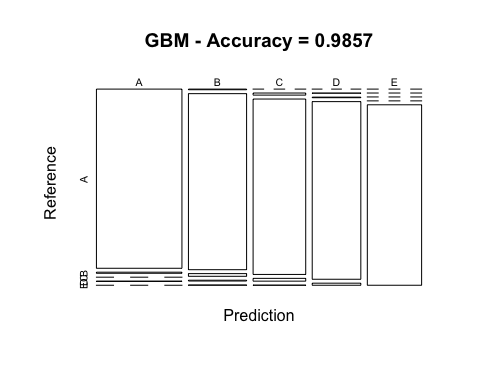 GBM - Accuracy = 0.9857
A B C D E
Reference
A
Prediction